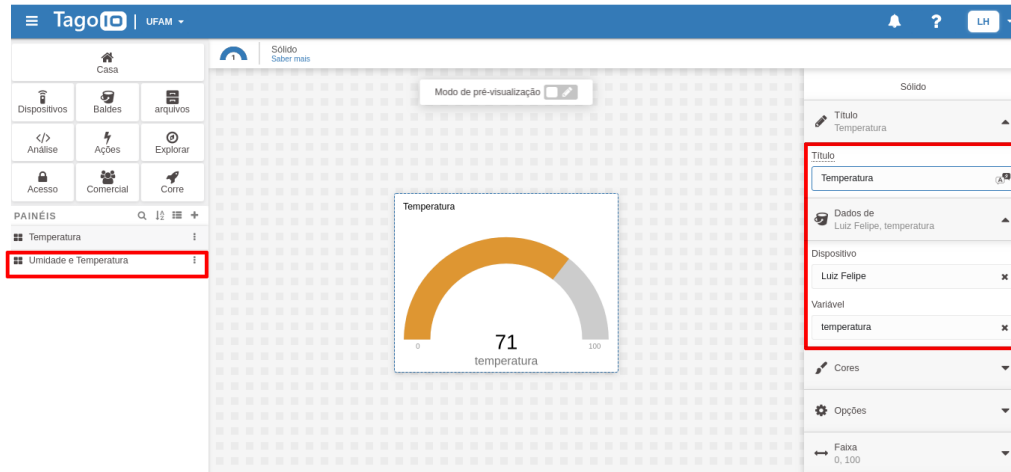 TagoIO | UFAM
? LH
Casa
Dispositivos Baldes arquivos
</> Análise Ações Explorar
Acesso Comercial Corre
PAINÉIS
Temperatura
Umidade e Temperatura
1 Sólido
Saber mais
Modo de pré-visualização
Temperatura
71
0 100
temperatura
Sólido
Título
Temperatura
Título
Temperatura
Dados de
Luiz Felipe, temperatura
Dispositivo
Luiz Felipe
Variável
temperatura
Cores
Opções
Faixa
0, 100